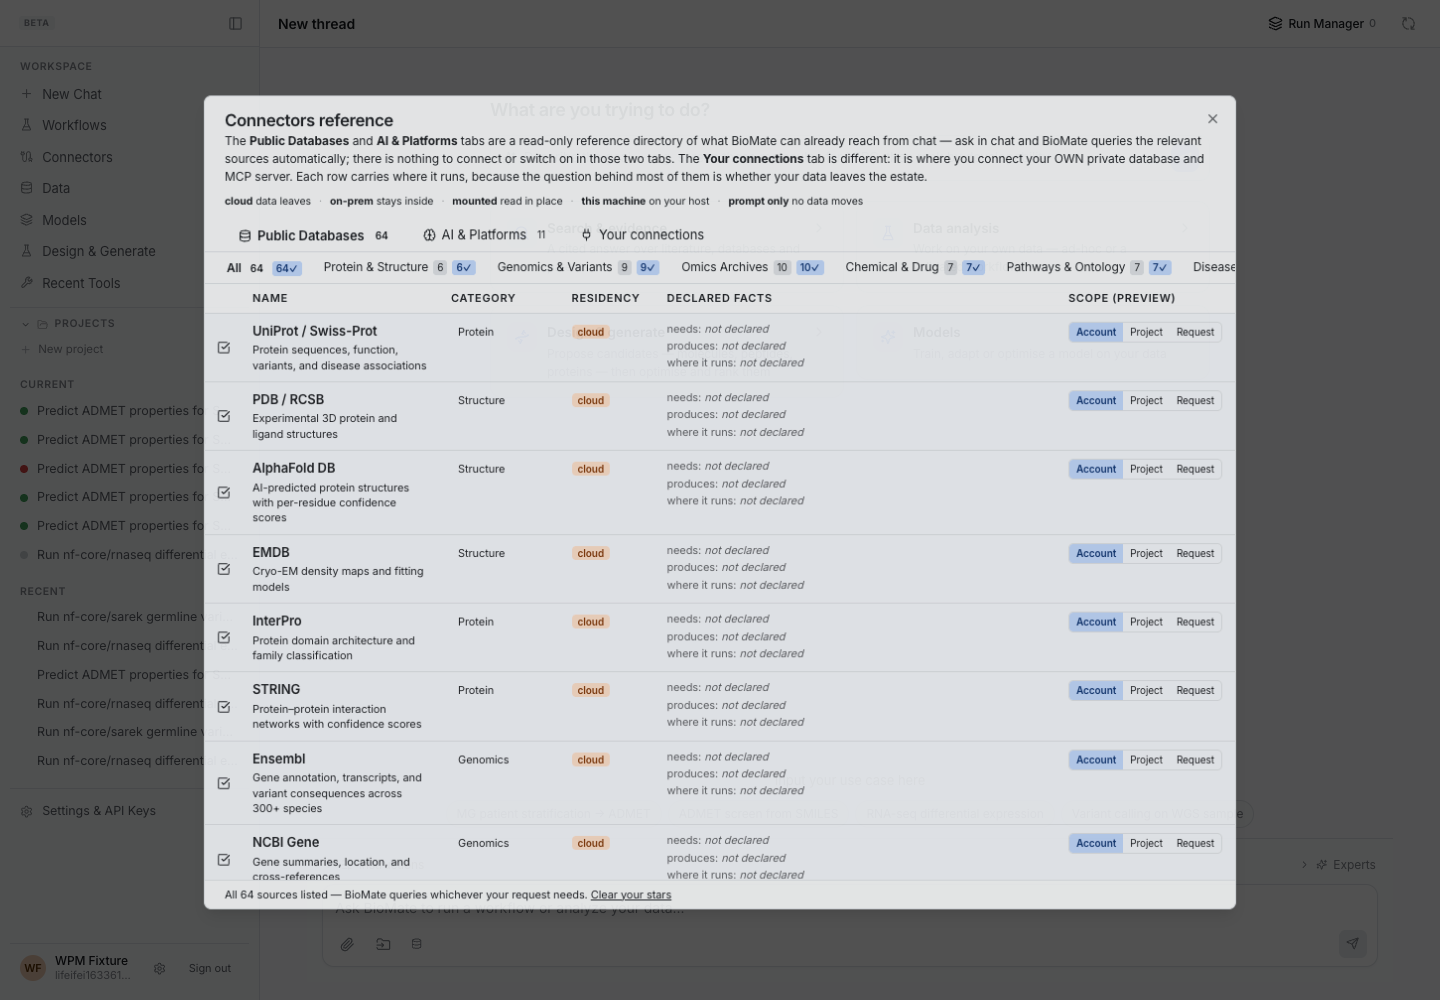 BETA
New thread
Run Manager 0
WORKSPACE
New Chat
Workflows
Connectors
Data
Models
Design & Generate
Recent Tools
PROJECTS
New project
CURRENT
Predict ADMET properties fo
Predict ADMET properties fo
Predict ADMET properties fo
Predict ADMET properties fo
Predict ADMET properties fo
Run nf-core/rnaseq different
RECENT
Run nf-core/sarek germline v
Run nf-core/rnaseq different
Predict ADMET properties for
Run nf-core/rnaseq different
Run nf-core/sarek germline v
Run nf-core/rnaseq different
Settings & API Keys
WF
WPM Fixture
lifeifei163361...
Sign out
What are you trying to do?
Connectors reference
The Public Databases and AI & Platforms tabs are a read-only reference directory of what BioMate can already reach from chat — ask in chat and BioMate queries the relevant
sources automatically; there is nothing to connect or switch on in those two tabs. The Your connections tab is different: it is where you connect your OWN private database and
MCP server. Each row carries where it runs, because the question behind most of them is whether your data leaves the estate.
cloud data leaves · on-prem stays inside · mounted read in place · this machine on your host · prompt only no data moves
Public Databases 64 AI & Platforms 11 Your connections
Data analysis
All 64 64✓ Protein & Structure 6 6✓ Genomics & Variants 9 9✓ Omics Archives 10 10✓ Chemical & Drug 7 7✓ Pathways & Ontology 7 7✓ Disease
NAME CATEGORY RESIDENCY DECLARED FACTS SCOPE (PREVIEW)
UniProt / Swiss-Prot
Protein sequences, function,
variants, and disease associations
Protein
cloud
needs: not declared
produces: not declared
where it runs: not declared
Account Project Request
Models
PDB / RCSB
Experimental 3D protein and
ligand structures
Structure
cloud
needs: not declared
produces: not declared
where it runs: not declared
Account Project Request
AlphaFold DB
AI-predicted protein structures
with per-residue confidence
scores
Structure
cloud
needs: not declared
produces: not declared
where it runs: not declared
Account Project Request
EMDB
Cryo-EM density maps and fitting
models
Structure
cloud
needs: not declared
produces: not declared
where it runs: not declared
Account Project Request
InterPro
Protein domain architecture and
family classification
Protein
cloud
needs: not declared
produces: not declared
where it runs: not declared
Account Project Request
STRING
Protein–protein interaction
networks with confidence scores
Protein
cloud
needs: not declared
produces: not declared
where it runs: not declared
Account Project Request
Ensembl
Gene annotation, transcripts, and
variant consequences across
300+ species
Genomics
cloud
needs: not declared
produces: not declared
where it runs: not declared
Account Project Request
NCBI Gene
Gene summaries, location, and
cross-references
Genomics
cloud
needs: not declared
produces: not declared
where it runs: not declared
Account Project Request
All 64 sources listed — BioMate queries whichever your request needs. Clear your stars
Experts
Ask BioMate to run a workflow or analyze your data...